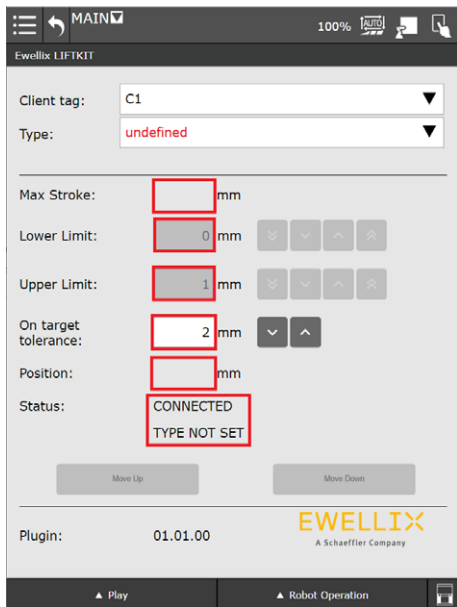 MAIN
100%
AUTO
Ewellix LIFTKIT
Client tag: C1
Type: undefined
Max Stroke: mm
Lower Limit: 0 mm
Upper Limit: 1 mm
On target
tolerance: 2 mm
Position: mm
Status: CONNECTED
TYPE NOT SET
Move Up Move Down
Plugin: 01.01.00
EWELLIX
A Schaeffler Company
▲ Play ▲ Robot Operation